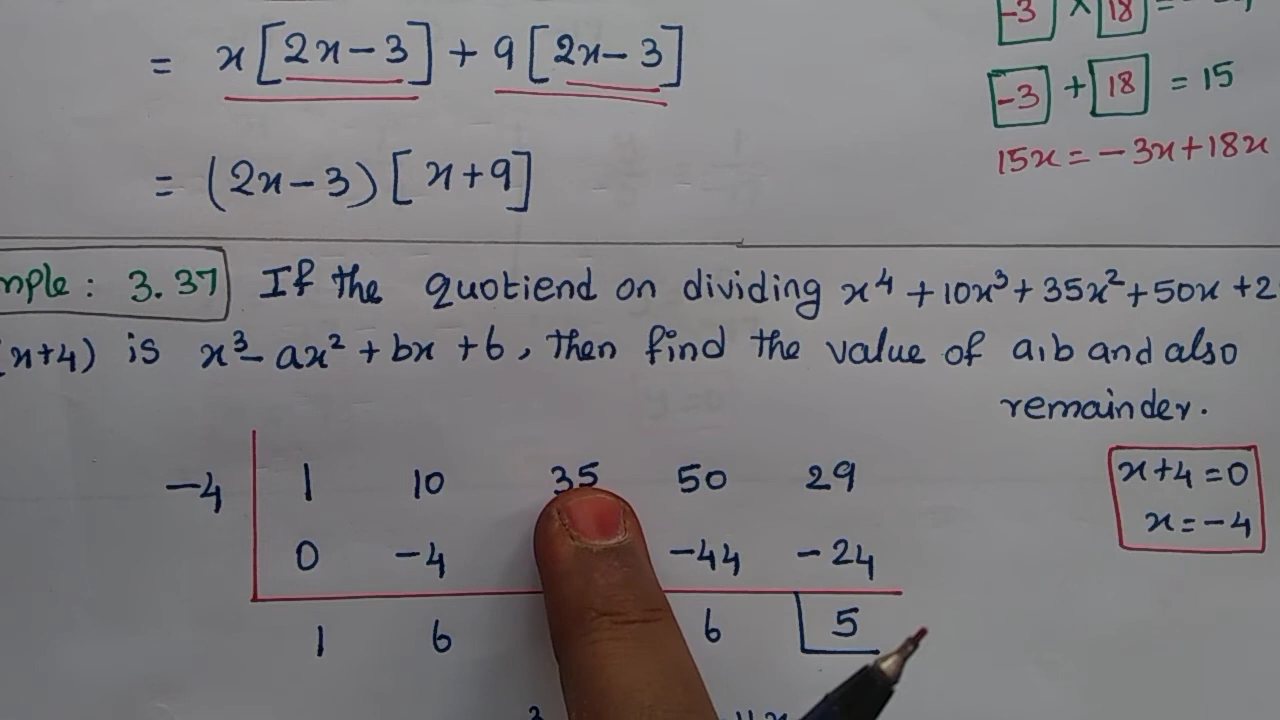 -3 × 18 =
= x[2x-3] + 9[2x-3]
-3 + 18 = 15
15x = -3x+18x
= (2x-3)[x+9]
mple: 3.37 If the quotiend on dividing x⁴ + 10x³ + 35x² + 50x + 2
(x+4) is x³- ax² + bx + 6, then find the value of a,b and also
remainder.
-4 1 10 35 50 29
x+4=0
x=-4
0 -4 -44 -24
1 6 6 5